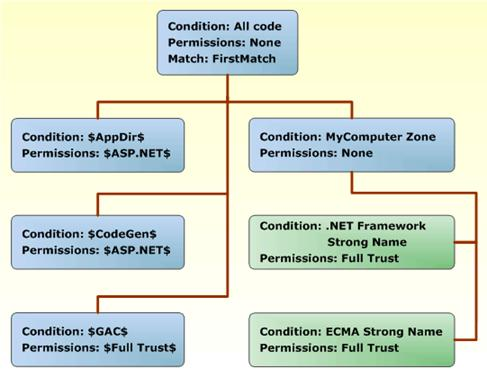 Condition: All code
Permissions: None
Match: FirstMatch
Condition: $AppDir$
Permissions: $ASP.NET$
Condition: MyComputer Zone
Permissions: None
Condition: $CodeGen$
Permissions: $ASP.NET$
Condition: .NET Framework
Strong Name
Permissions: Full Trust
Condition: $GAC$
Permissions: $Full Trust$
Condition: ECMA Strong Name
Permissions: Full Trust